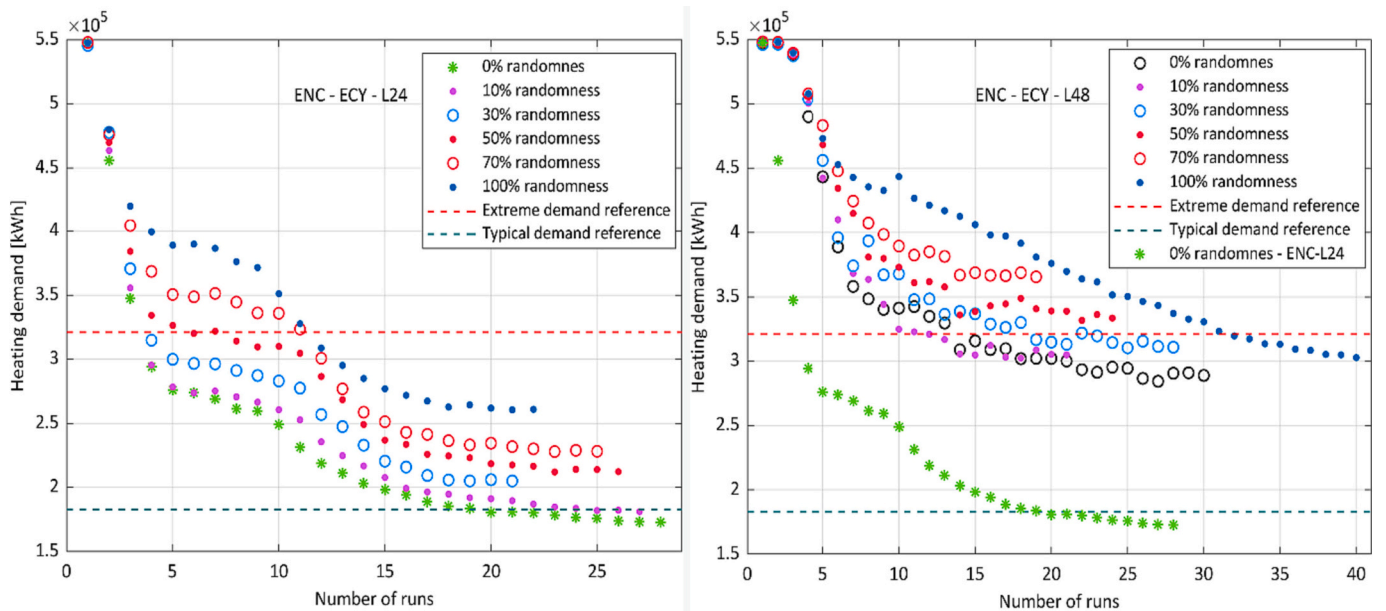 ×10⁵
5.5
5
4.5
4
3.5
3
2.5
2
1.5
Heating demand [kWh]
0 5 10 15 20 25
Number of runs
ENC - ECY - L24
0% randomnes
10% randomness
30% randomness
50% randomness
70% randomness
100% randomness
Extreme demand reference
Typical demand reference
×10⁵
5.5
5
4.5
4
3.5
3
2.5
2
1.5
Heating demand [kWh]
0 5 10 15 20 25 30 35 40
Number of runs
ENC - ECY - L48
0% randomness
10% randomness
30% randomness
50% randomness
70% randomness
100% randomness
Extreme demand reference
Typical demand reference
0% randomnes - ENC-L24